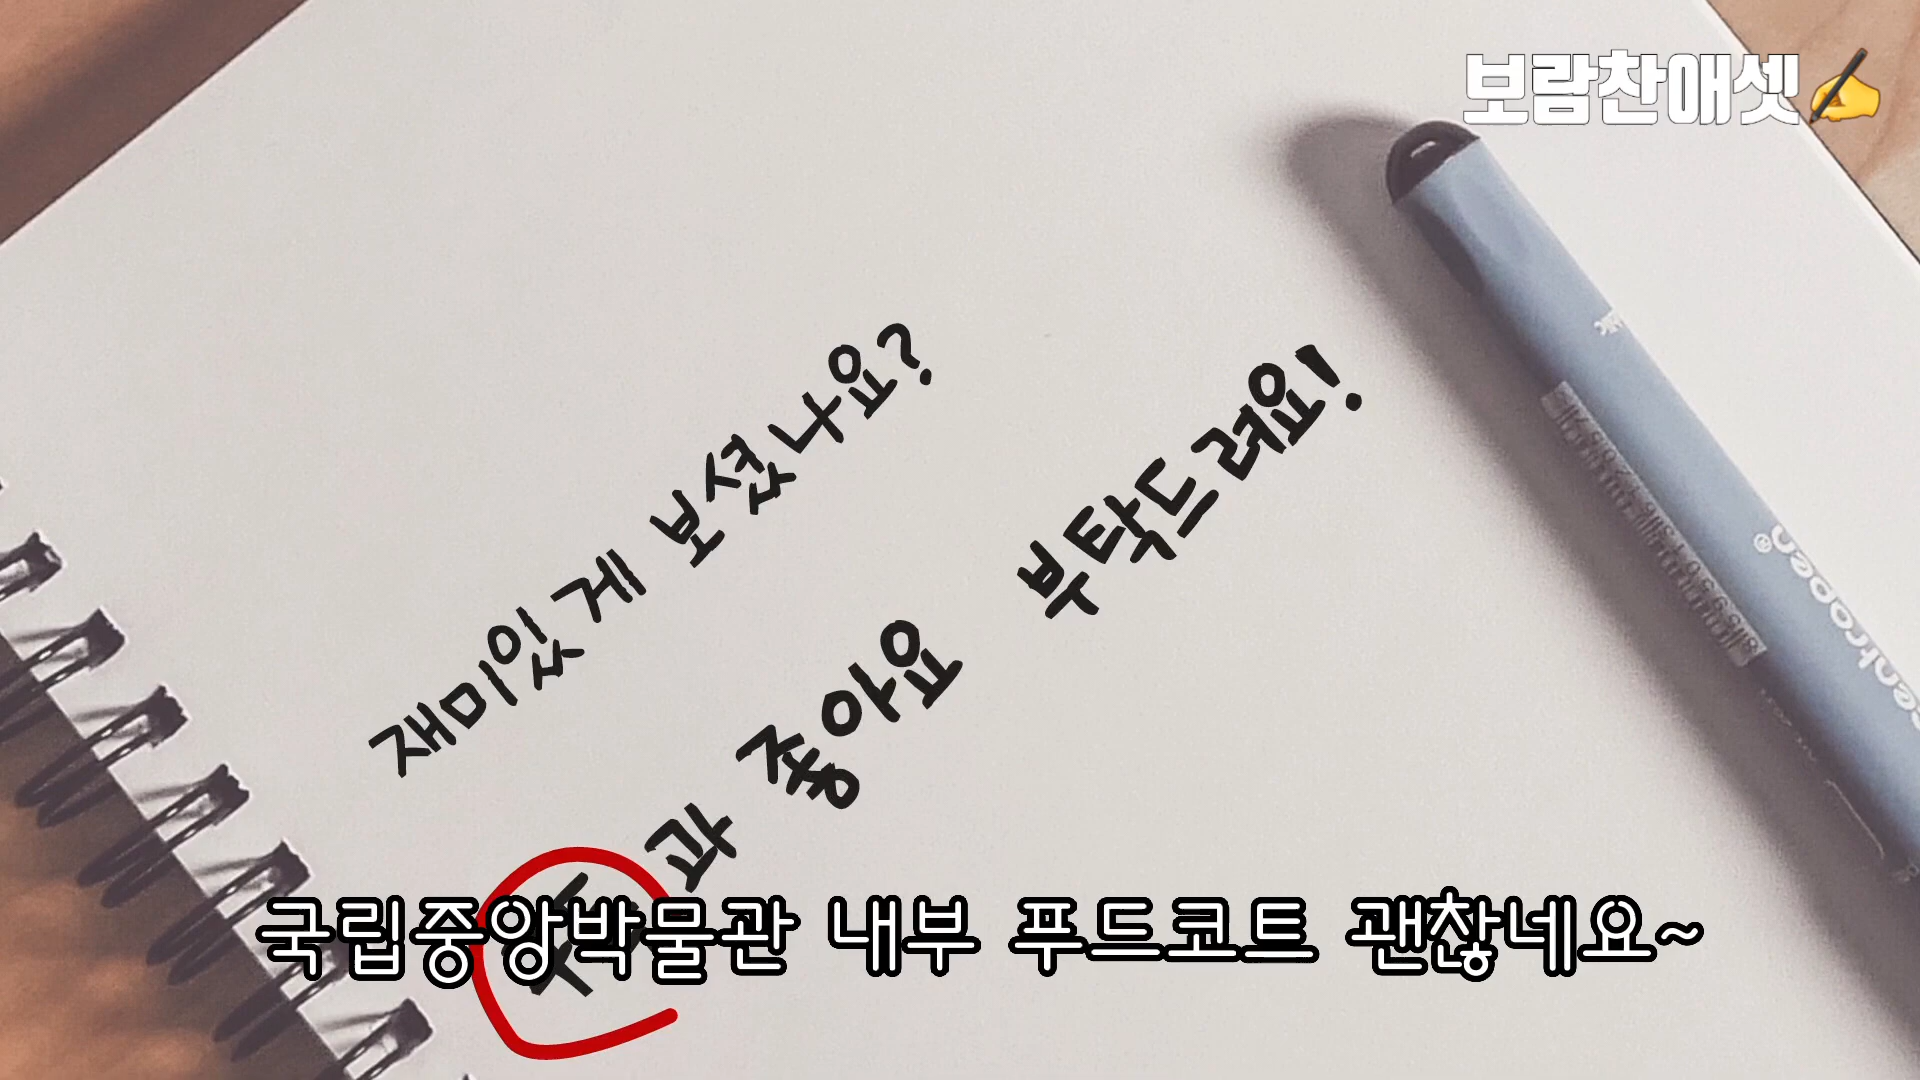 보람찬애셋✍
재미있게 보셨나요?
과 좋아요 부탁드려요!
국립중앙박물관 내부 푸드코트 괜찮네요~
centropen®